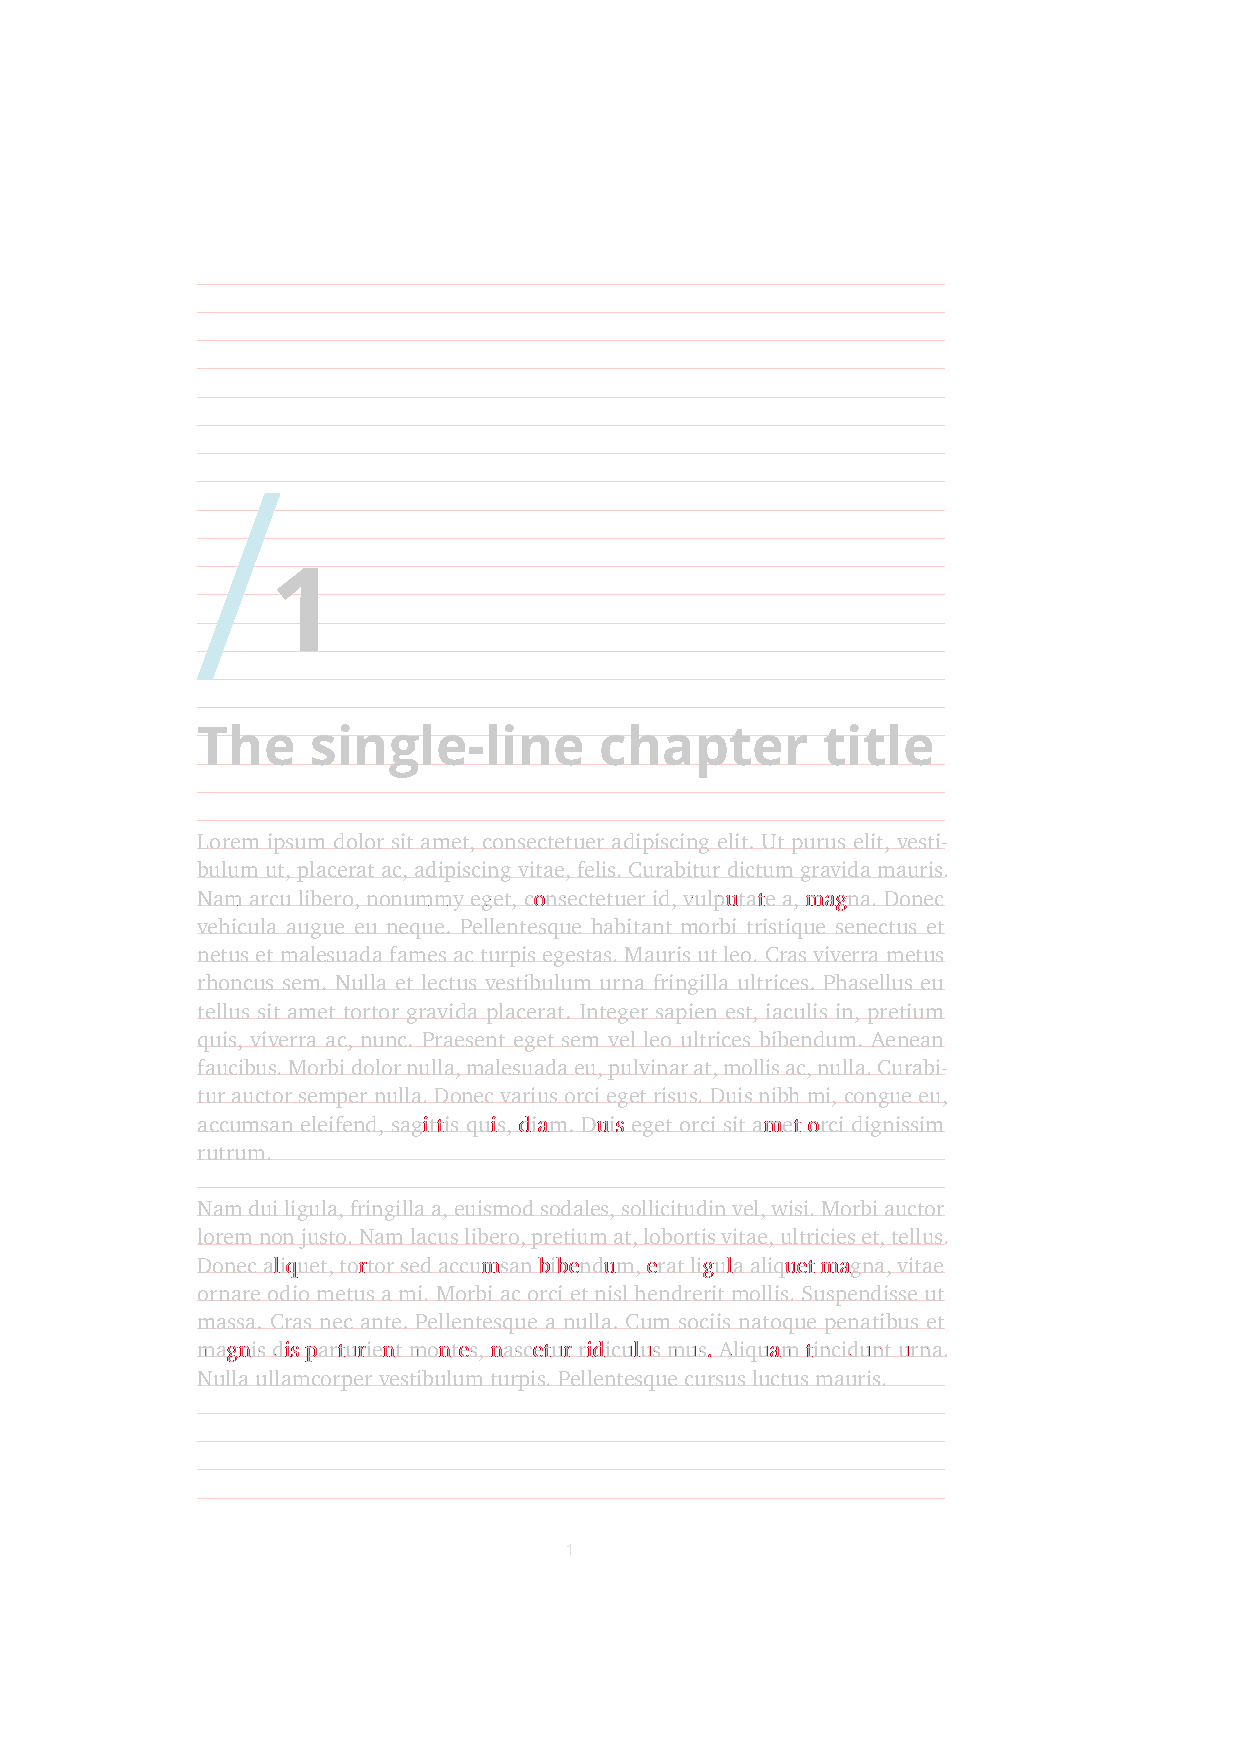 /1
The single-line chapter title
Lorem ipsum dolor sit amet, consectetuer adipiscing elit. Ut purus elit, vesti-
bulum ut, placerat ac, adipiscing vitae, felis. Curabitur dictum gravida mauris.
Nam arcu libero, nonummy eget, consectetuer id, vulputate a, magna. Donec
vehicula augue eu neque. Pellentesque habitant morbi tristique senectus et
netus et malesuada fames ac turpis egestas. Mauris ut leo. Cras viverra metus
rhoncus sem. Nulla et lectus vestibulum urna fringilla ultrices. Phasellus eu
tellus sit amet tortor gravida placerat. Integer sapien est, iaculis in, pretium
quis, viverra ac, nunc. Praesent eget sem vel leo ultrices bibendum. Aenean
faucibus. Morbi dolor nulla, malesuada eu, pulvinar at, mollis ac, nulla. Curabi-
tur auctor semper nulla. Donec varius orci eget risus. Duis nibh mi, congue eu,
accumsan eleifend, sagittis quis, diam. Duis eget orci sit amet orci dignissim
rutrum.
Nam dui ligula, fringilla a, euismod sodales, sollicitudin vel, wisi. Morbi auctor
lorem non justo. Nam lacus libero, pretium at, lobortis vitae, ultricies et, tellus.
Donec aliquet, tortor sed accumsan bibendum, erat ligula aliquet magna, vitae
ornare odio metus a mi. Morbi ac orci et nisl hendrerit mollis. Suspendisse ut
massa. Cras nec ante. Pellentesque a nulla. Cum sociis natoque penatibus et
magnis dis parturient montes, nascetur ridiculus mus. Aliquam tincidunt urna.
Nulla ullamcorper vestibulum turpis. Pellentesque cursus luctus mauris.
1